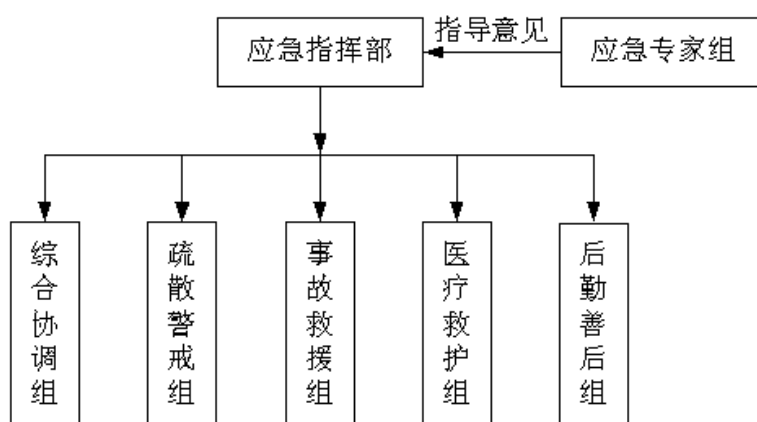 应急指挥部
指导意见
应急专家组
综合协调组
疏散警戒组
事故救援组
医疗救护组
后勤善后组